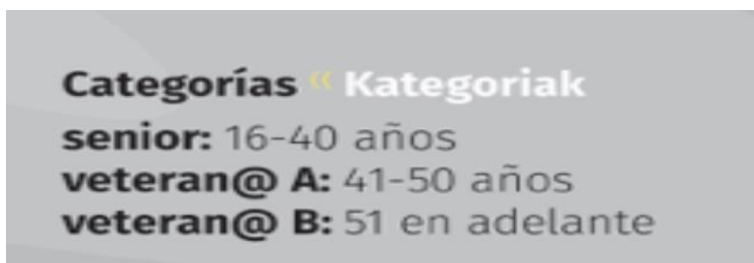 Categorías « Kategoriak
senior: 16-40 años
veteran@ A: 41-50 años
veteran@ B: 51 en adelante